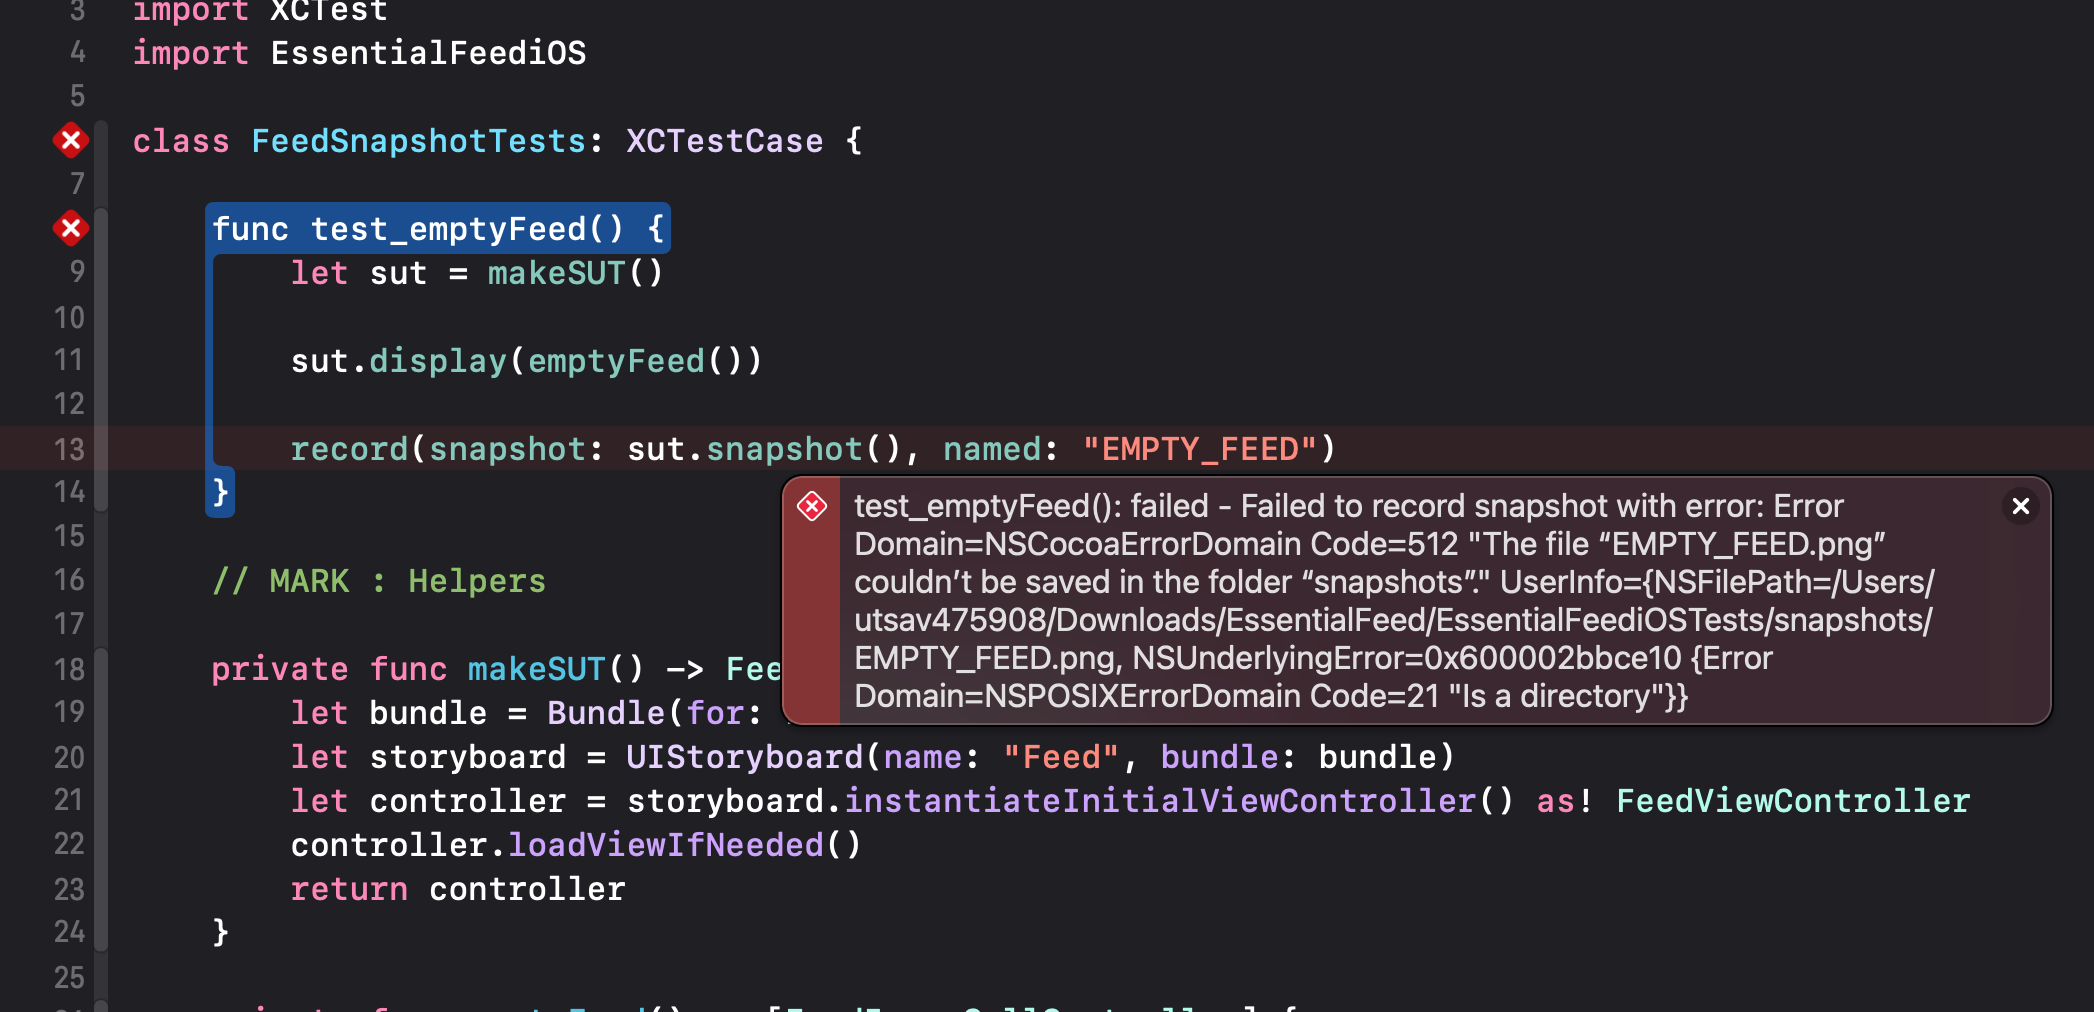 3 import XCTest
4 import EssentialFeediOS
5
class FeedSnapshotTests: XCTestCase {
7
func test_emptyFeed() {
9 let sut = makeSUT()
10
11 sut.display(emptyFeed())
12
13 record(snapshot: sut.snapshot(), named: "EMPTY_FEED")
14 }
test_emptyFeed(): failed - Failed to record snapshot with error: Error
Domain=NSCocoaErrorDomain Code=512 "The file “EMPTY_FEED.png”
couldn’t be saved in the folder “snapshots”." UserInfo={NSFilePath=/Users/
utsav475908/Downloads/EssentialFeed/EssentialFeediOSTests/snapshots/
EMPTY_FEED.png, NSUnderlyingError=0x600002bbce10 {Error
Domain=NSPOSIXErrorDomain Code=21 "Is a directory"}}
15
16 // MARK : Helpers
17
18 private func makeSUT() -> Fee
19 let bundle = Bundle(for:
20 let storyboard = UIStoryboard(name: "Feed", bundle: bundle)
21 let controller = storyboard.instantiateInitialViewController() as! FeedViewController
22 controller.loadViewIfNeeded()
23 return controller
24 }
25